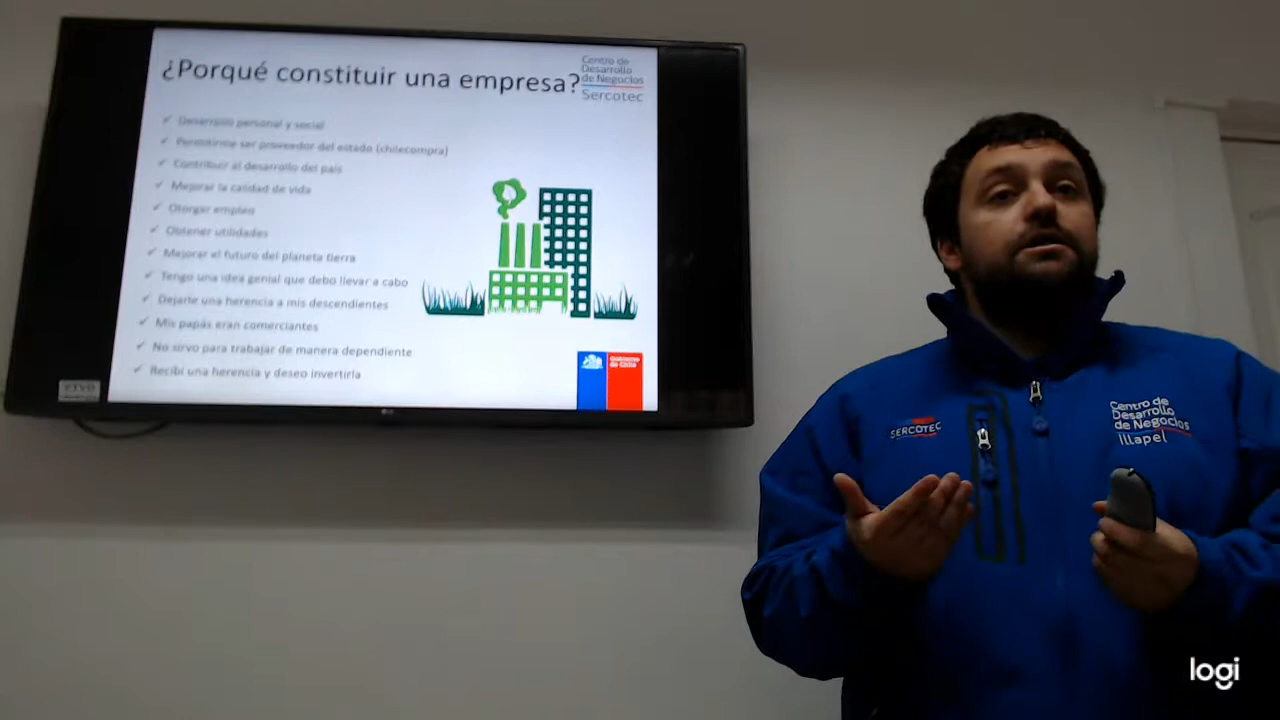 ¿Porqué constituir una empresa?
Centro de
Desarrollo
de Negocios
Sercotec
✓ Desarrollo personal y social
✓ Permitirme ser proveedor del estado (chilecompra)
✓ Contribuir al desarrollo del país
✓ Mejorar la calidad de vida
✓ Otorgar empleo
✓ Obtener utilidades
✓ Mejorar el futuro del planeta tierra
✓ Tengo una idea genial que debo llevar a cabo
✓ Dejarle una herencia a mis descendientes
✓ Mis papás eran comerciantes
✓ No sirvo para trabajar de manera dependiente
✓ Recibí una herencia y deseo invertirla
Gobierno
de Chile
VIVO
LG
SERCOTEC
Centro de
Desarrollo
de Negocios
Illapel
logi